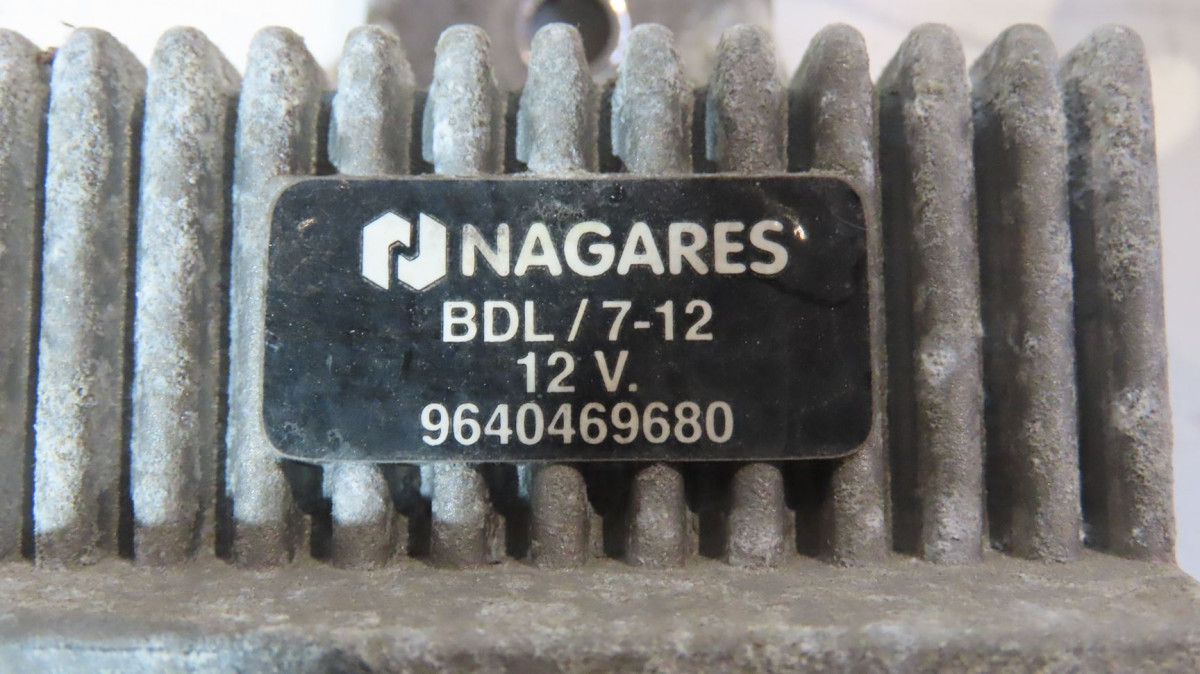 NAGARES
BDL / 7-12
12 V.
9640469680